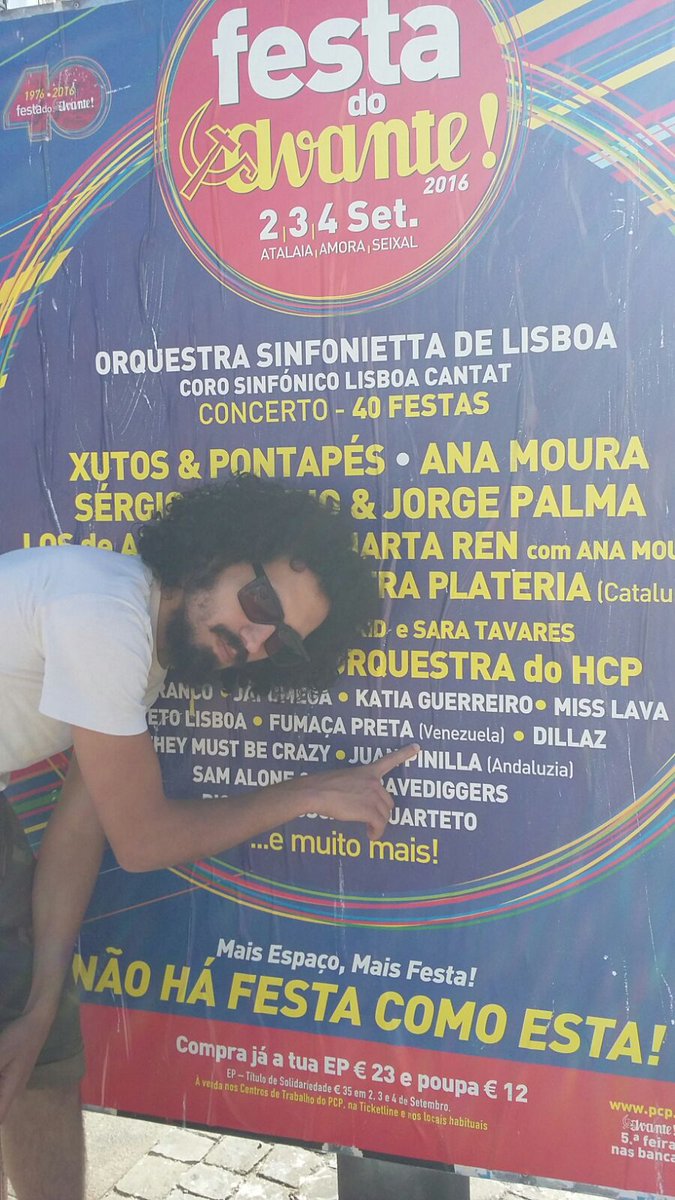 1976 • 2016
40
festa do avante!
festa
do
avante!
2016
2,3,4 Set.
ATALAIA, AMORA, SEIXAL
ORQUESTRA SINFONIETTA DE LISBOA
CORO SINFÓNICO LISBOA CANTAT
CONCERTO - 40 FESTAS
XUTOS & PONTAPÉS • ANA MOURA
& JORGE PALMA
LOS de REN com ANA MOU
PLATERIA (Catalu
e SARA TAVARES
RQUESTRA do HCP
• KATIA GUERREIRO • MISS LAVA
LISBOA • FUMAÇA PRETA (Venezuela) • DILLAZ
HEY MUST BE CRAZY • JUAN PINILLA (Andaluzia)
SAM ALONE AVEDIGGERS
UARTETO
...e muito mais!
Mais Espaço, Mais Festa!
NÃO HÁ FESTA COMO ESTA!
Compra já a tua EP € 23 e poupa € 12
EP – Título de Solidariedade € 35 em 2, 3 e 4 de Setembro.
À venda nos Centros de Trabalho do PCP, na Ticketline e nos locais habituais
www.pcp.
avante!
5.ª feira
nas banca